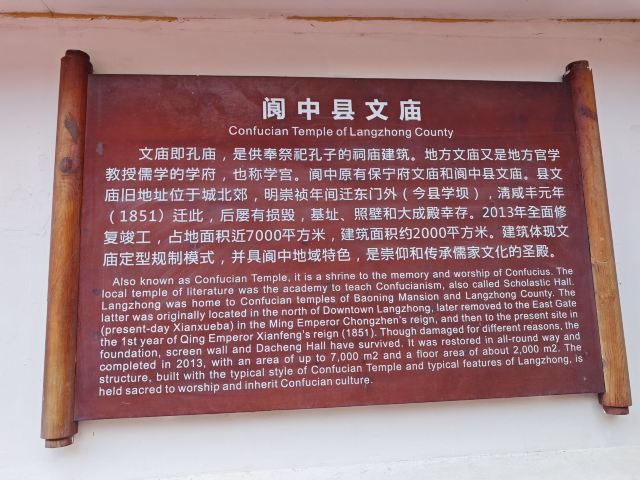 阆中县文庙
Confucian Temple of Langzhong County
文庙即孔庙，是供奉祭祀孔子的祠庙建筑。地方文庙又是地方官学
教授儒学的学府，也称学宫。阆中原有保宁府文庙和阆中县文庙。县文
庙旧地址位于城北郊，明崇祯年间迁东门外（今县学坝），清咸丰元年
（1851）迁此，后屡有损毁，基址、照壁和大成殿幸存。2013年全面修
复竣工，占地面积近7000平方米，建筑面积约2000平方米。建筑体现文
庙定型规制模式，并具阆中地域特色，是崇仰和传承儒家文化的圣殿。
Also known as Confucian Temple, it is a shrine to the memory and worship of Confucius. The
local temple of literature was the academy to teach Confucianism, also called Scholastic Hall.
Langzhong was home to Confucian temples of Baoning Mansion and Langzhong County. The
latter was originally located in the north of Downtown Langzhong, later removed to the East Gate
(present-day Xianxueba) in the Ming Emperor Chongzhen's reign, and then to the present site in
the 1st year of Qing Emperor Xianfeng's reign (1851). Though damaged for different reasons, the
foundation, screen wall and Dacheng Hall have survived. It was restored in all-round way and
completed in 2013, with an area of up to 7,000 m2 and a floor area of about 2,000 m2. The
structure, built with the typical style of Confucian Temple and typical features of Langzhong, is
held sacred to worship and inherit Confucian culture.